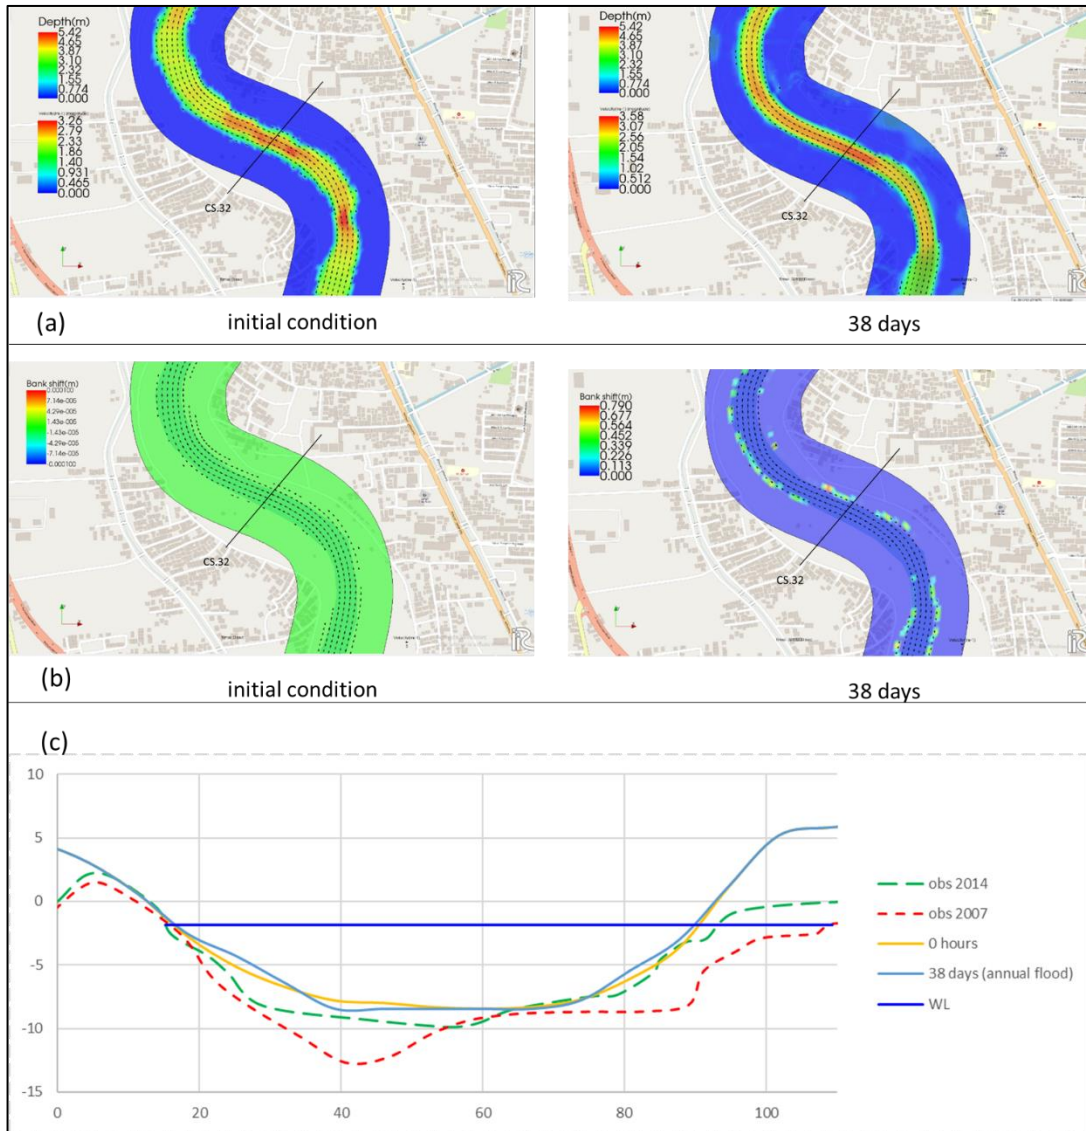 Depth(m)
5.42
4.65
3.87
3.10
2.32
1.55
0.774
0.000
3.26
2.79
2.33
1.86
1.40
0.931
0.465
0.000
CS.32
(a)
initial condition
Depth(m)
5.42
4.65
3.87
3.10
2.32
1.55
0.774
0.000
3.58
3.07
2.56
2.05
1.54
1.02
0.512
0.000
CS.32
38 days
Bank shift(m)
0.000100
7.14e-005
4.29e-005
1.43e-005
-1.43e-005
-4.29e-005
-7.14e-005
-0.000100
CS.32
(b)
initial condition
Bank shift(m)
0.790
0.677
0.564
0.452
0.339
0.226
0.113
0.000
CS.32
38 days
(c)
10
5
0
-5
-10
-15
0 20 40 60 80 100
obs 2014
obs 2007
0 hours
38 days (annual flood)
WL